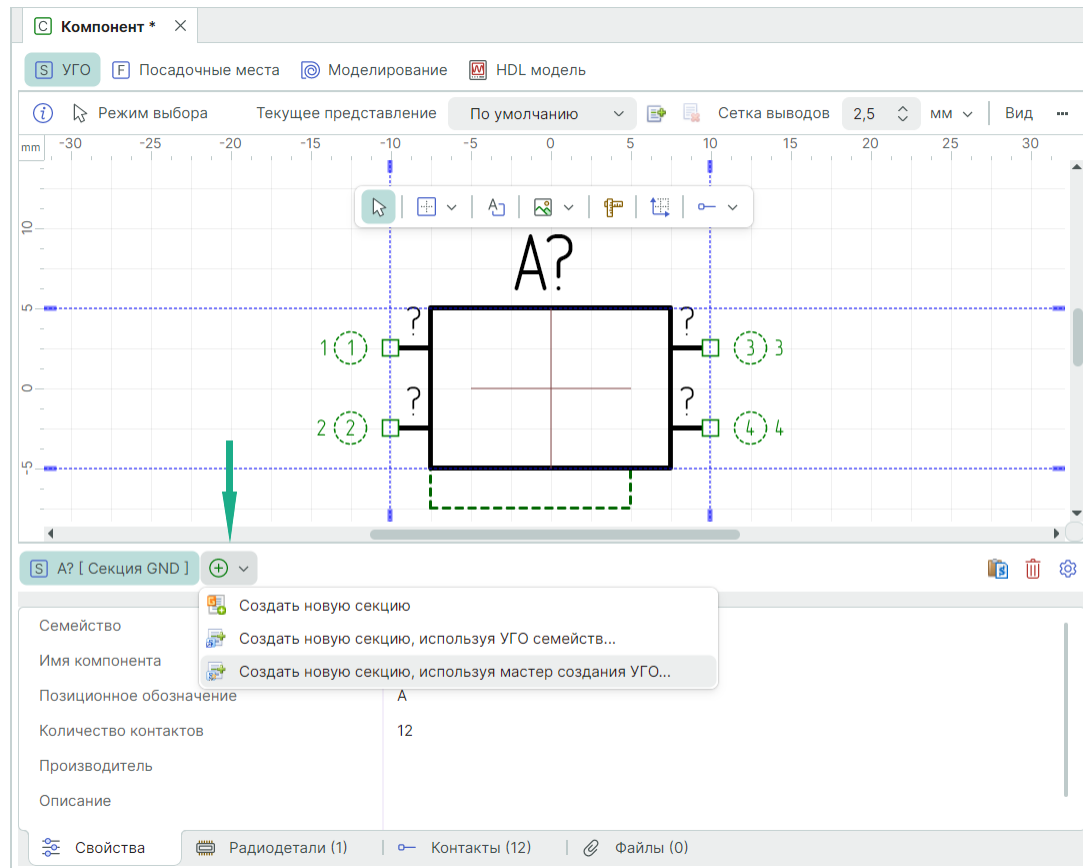 C Компонент *
S УГО F Посадочные места Моделирование HDL модель
i Режим выбора Текущее представление По умолчанию Сетка выводов 2,5 мм Вид
mm -30 -25 -20 -15 -10 -5 0 5 10 15 20 25 30
10
A?
5
? ?
1 1 3 3
0
? ?
2 2 4 4
-5
S A? [ Секция GND ]
Создать новую секцию
Семейство
Создать новую секцию, используя УГО семейств...
Имя компонента
Создать новую секцию, используя мастер создания УГО...
Позиционное обозначение A
Количество контактов 12
Производитель
Описание
Свойства Радиодетали (1) Контакты (12) Файлы (0)